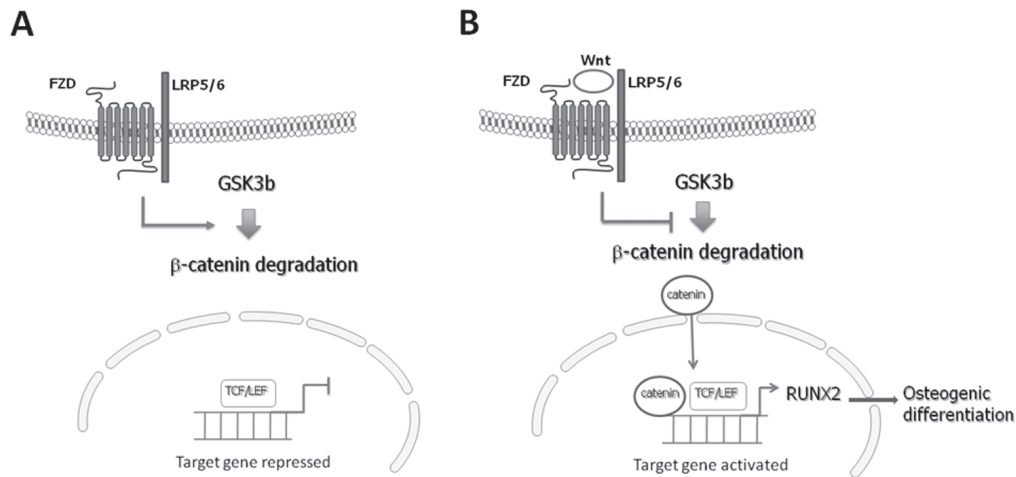 A
FZD
LRP5/6
GSK3b
β-catenin degradation
TCF/LEF
Target gene repressed
B
Wnt
FZD
LRP5/6
GSK3b
β-catenin degradation
catenin
catenin
TCF/LEF
RUNX2
Osteogenic
differentiation
Target gene activated